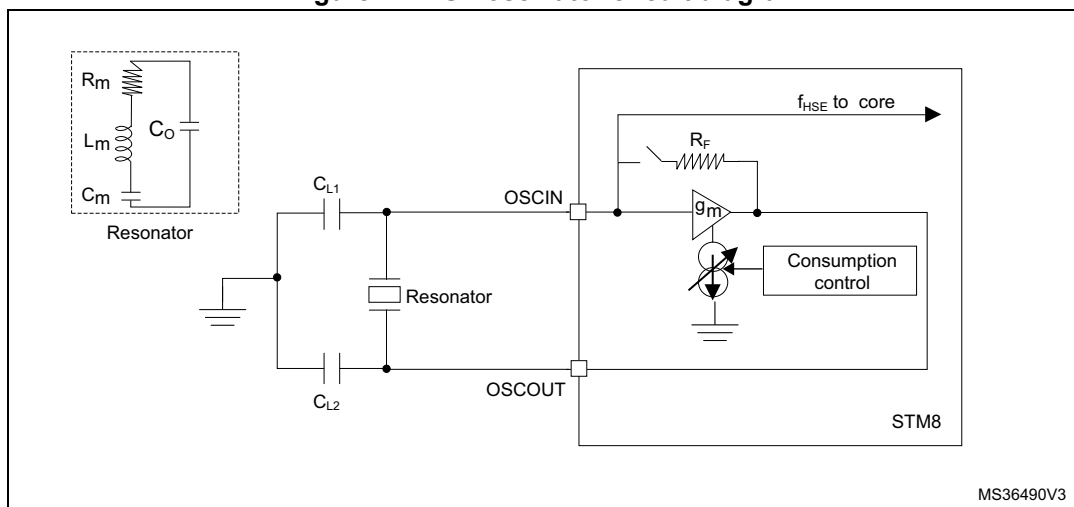 Rm
Lm
CO
Cm
Resonator
CL1
Resonator
CL2
OSCIN
OSCOUT
fHSE to core
RF
gm
Consumption
control
STM8
MS36490V3